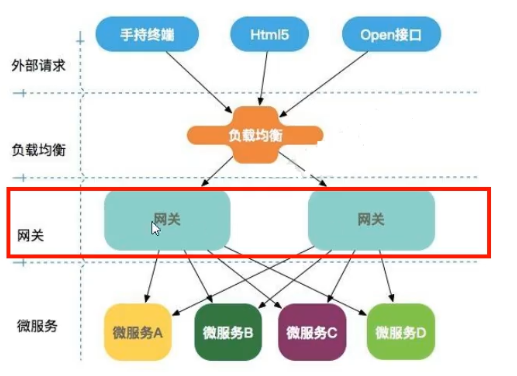 手持终端
Html5
Open接口
外部请求
负载均衡
负载均衡
网关
网关
网关
微服务
微服务A
微服务B
微服务C
微服务D